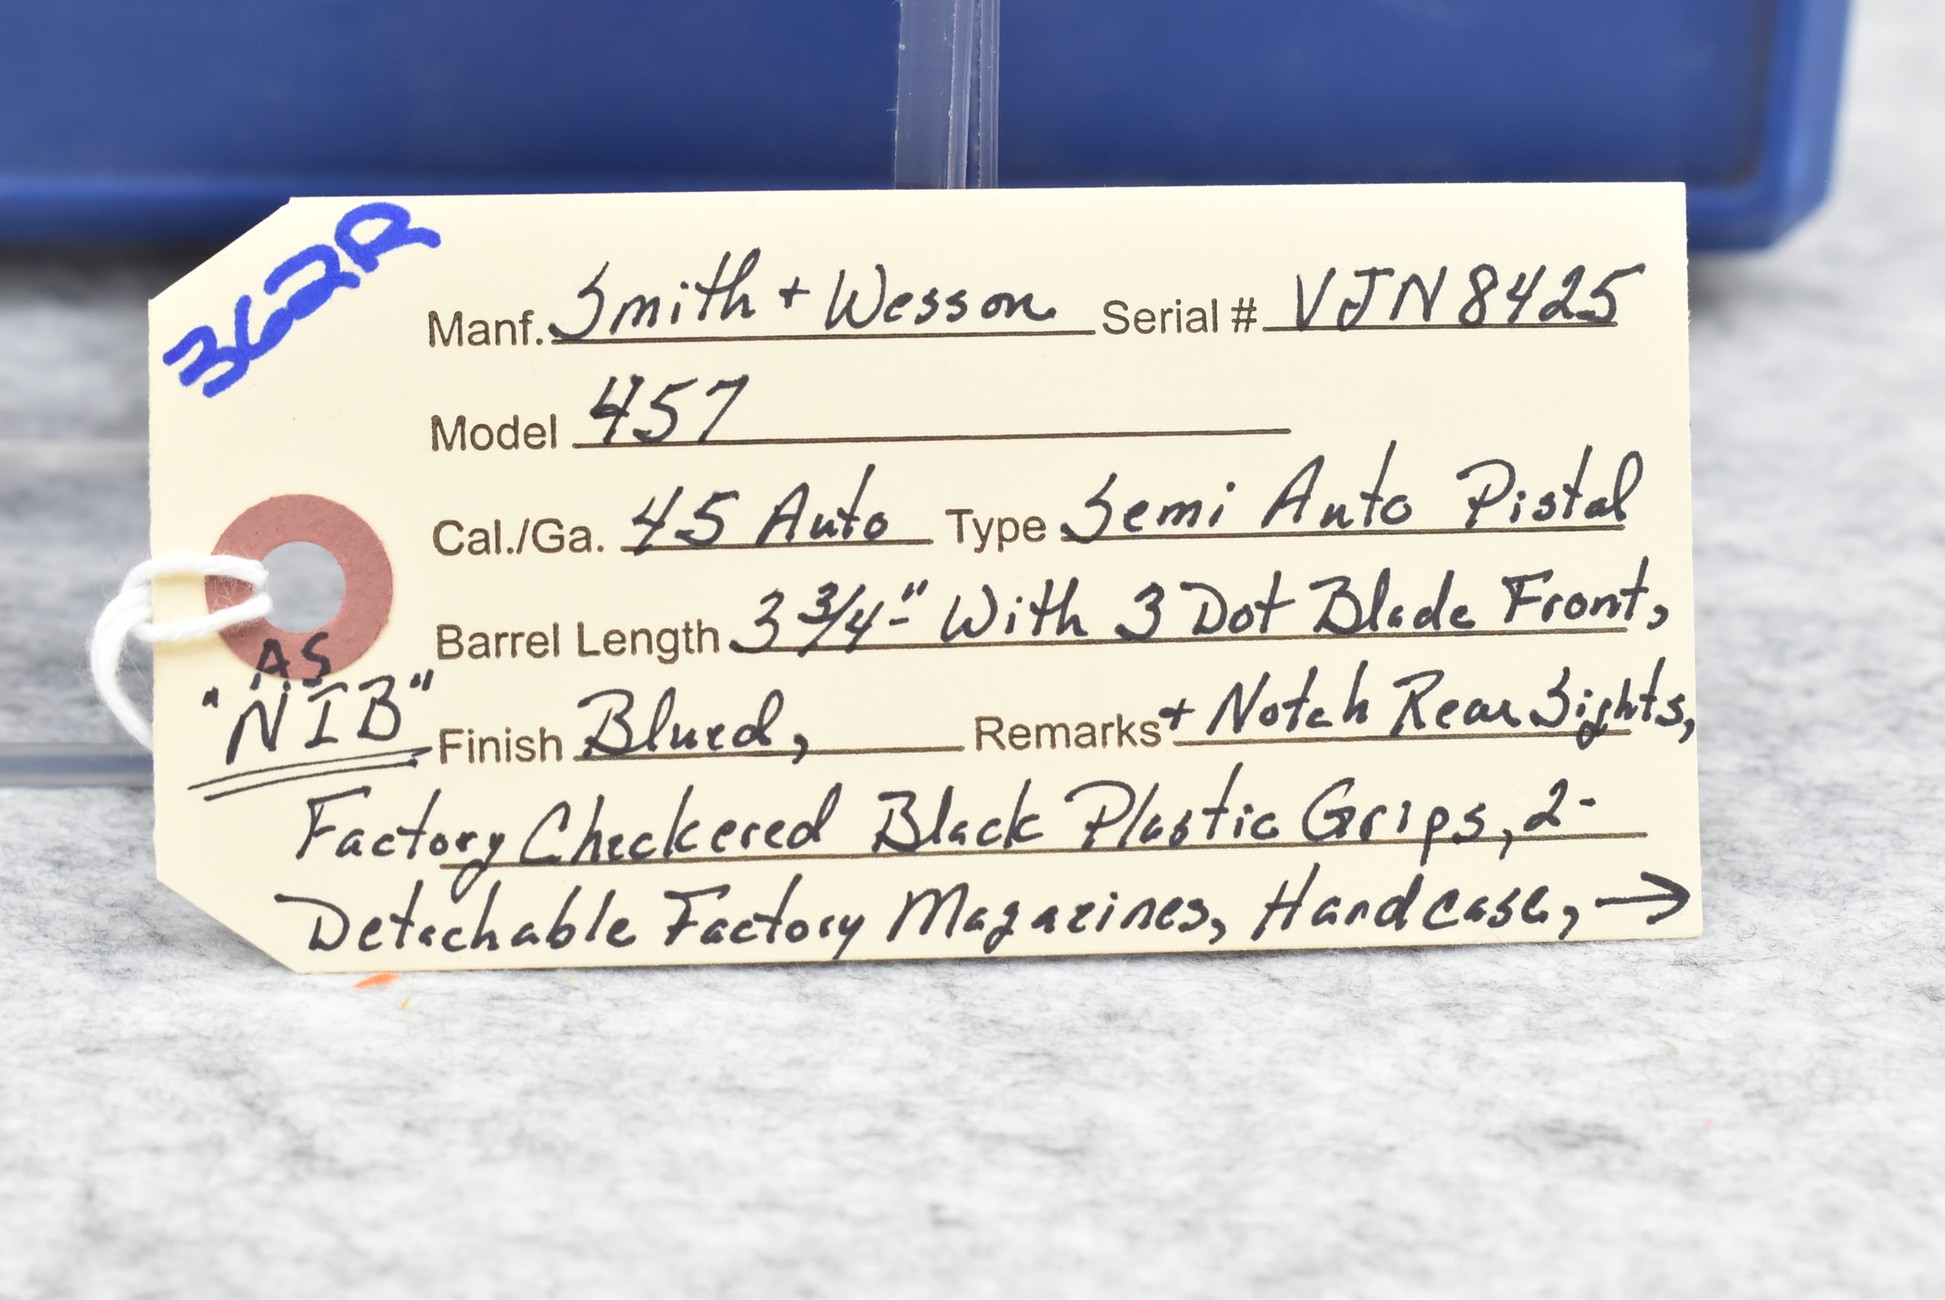 362R
Manf. Smith + Wesson Serial # VJN8425
Model 457
Cal./Ga. 45 Auto Type Semi Auto Pistol
Barrel Length 3 3/4-" With 3 Dot Blade Front,
AS
"NIB"
Finish Blued, Remarks + Notch Rear Sights,
Factory Checkered Black Plastic Grips, 2-
Detachable Factory Magazines, Hardcase, →